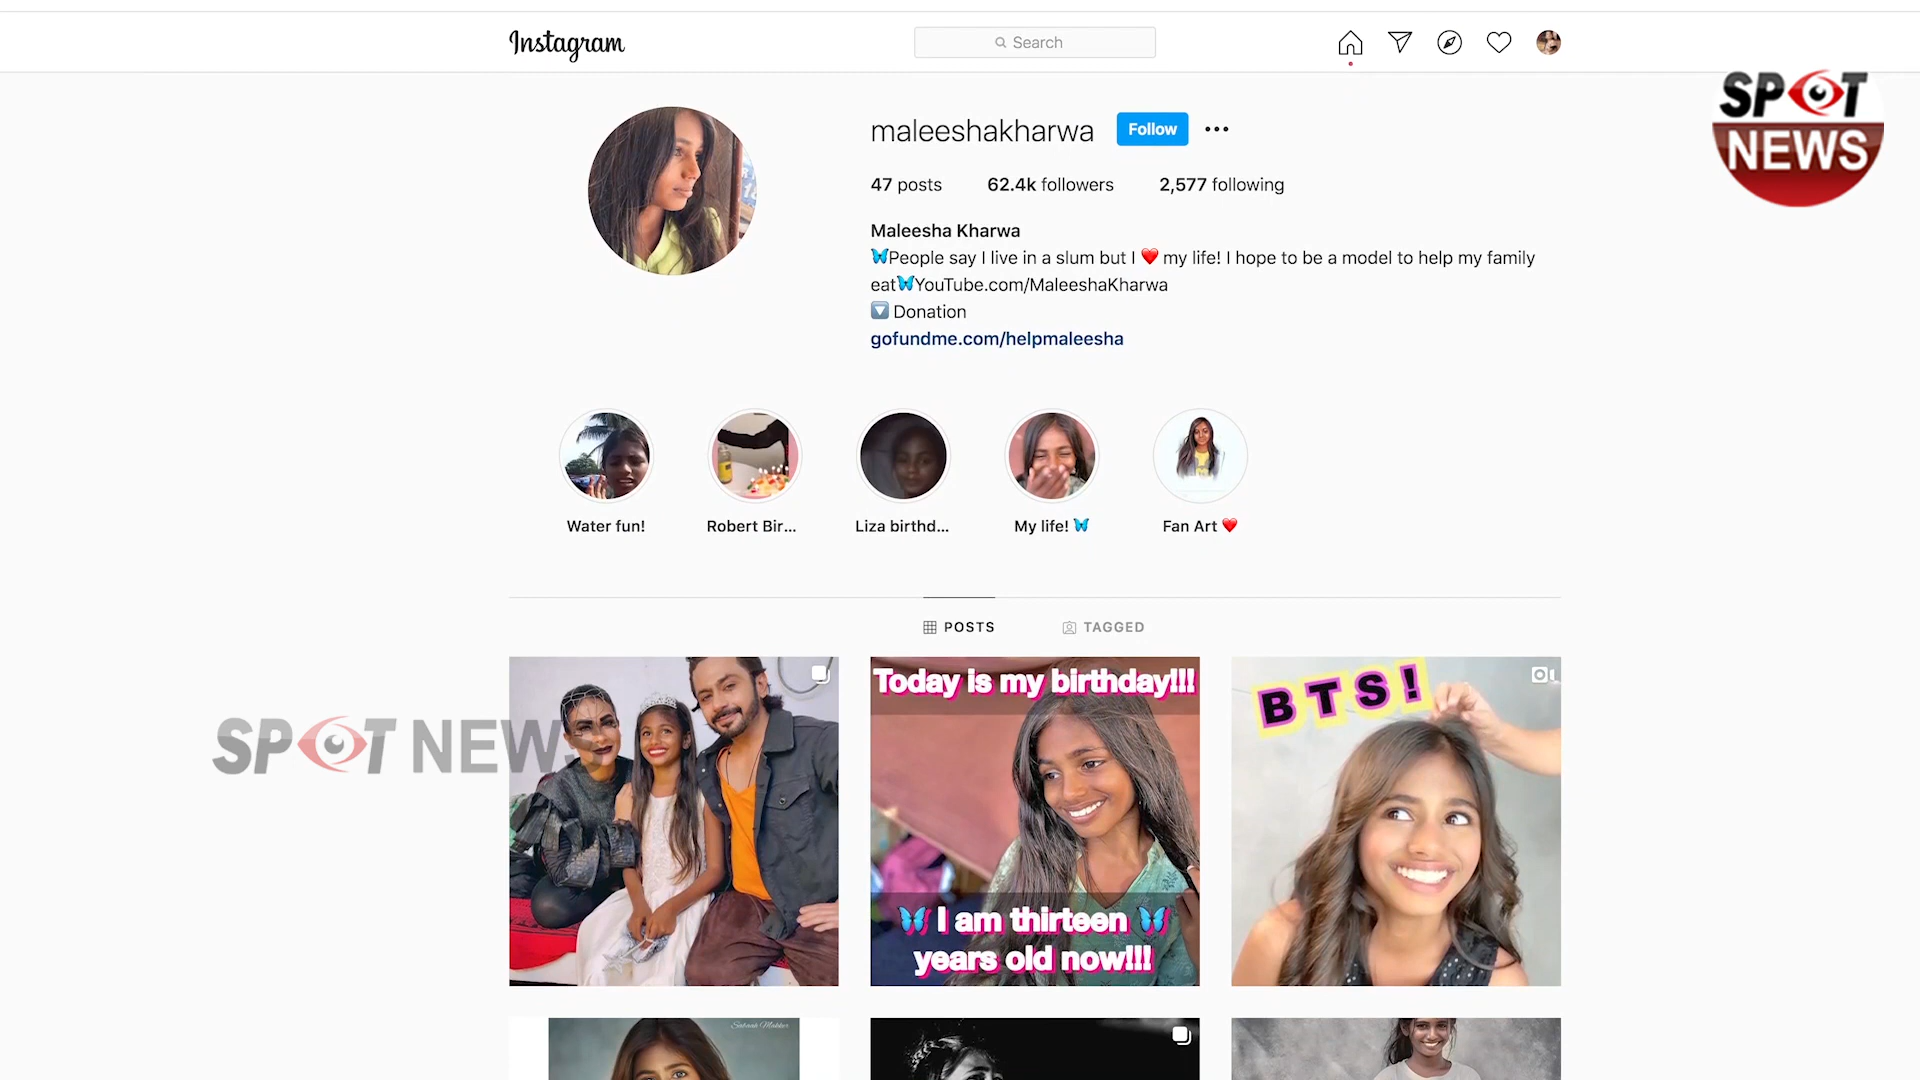 Instagram
Search
SPOT
NEWS
maleeshakharwa Follow
47 posts 62.4k followers 2,577 following
Maleesha Kharwa
🦋People say I live in a slum but I ❤️ my life! I hope to be a model to help my family
eat🦋YouTube.com/MaleeshaKharwa
🔽 Donation
gofundme.com/helpmaleesha
Water fun! Robert Bir... Liza birthd... My life! 🦋 Fan Art ❤️
POSTS TAGGED
SPOT NEWS
Today is my birthday!!!
🦋 I am thirteen 🦋
years old now!!!
BTS!